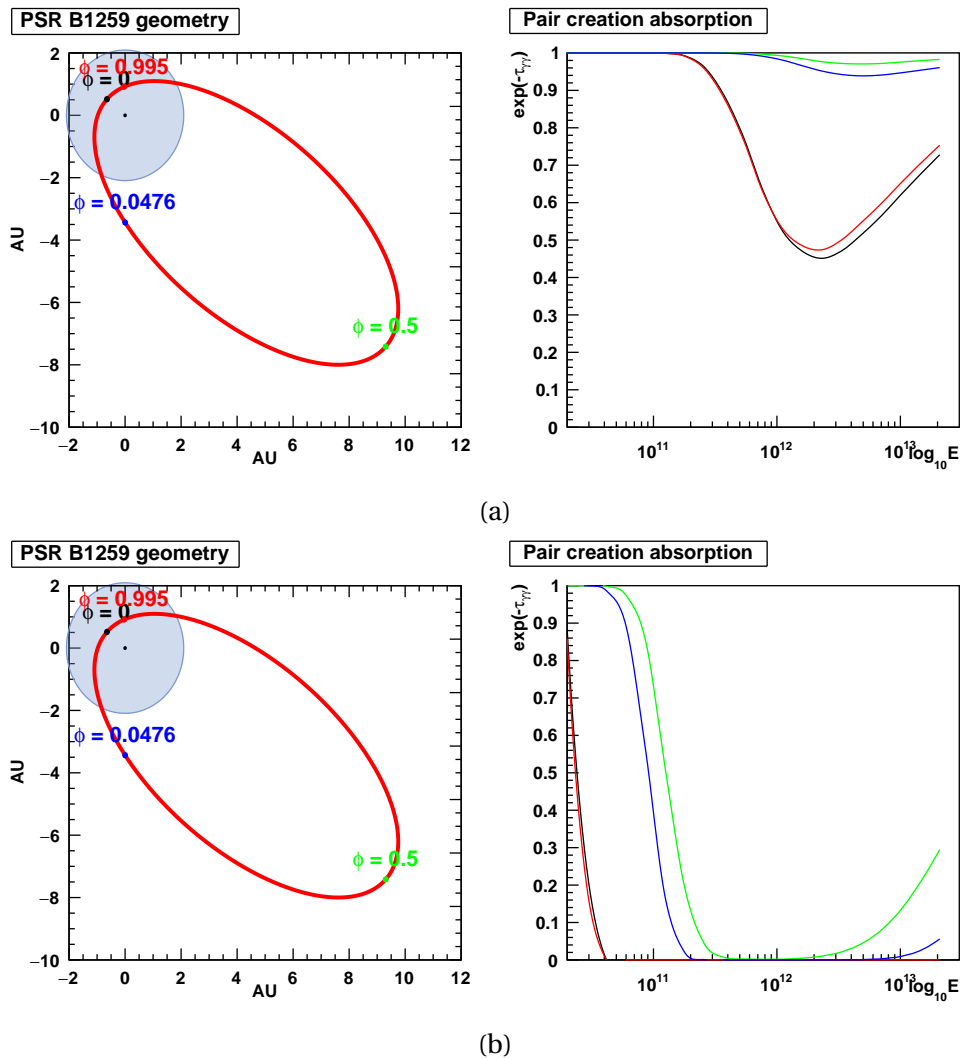 PSR B1259 geometry
AU
2
0
−2
−4
−6
−8
−10
ϕ = 0.995
ϕ = 0
ϕ = 0.0476
ϕ = 0.5
−2 0 2 4 6 8 10 12
AU
Pair creation absorption
exp(-τγγ)
1
0.9
0.8
0.7
0.6
0.5
0.4
0.3
0.2
0.1
0
10¹¹ 10¹² 10¹³ log₁₀E
(a)
PSR B1259 geometry
AU
2
0
−2
−4
−6
−8
−10
ϕ = 0.995
ϕ = 0
ϕ = 0.0476
ϕ = 0.5
−2 0 2 4 6 8 10 12
AU
Pair creation absorption
exp(-τγγ)
1
0.9
0.8
0.7
0.6
0.5
0.4
0.3
0.2
0.1
0
10¹¹ 10¹² 10¹³ log₁₀E
(b)